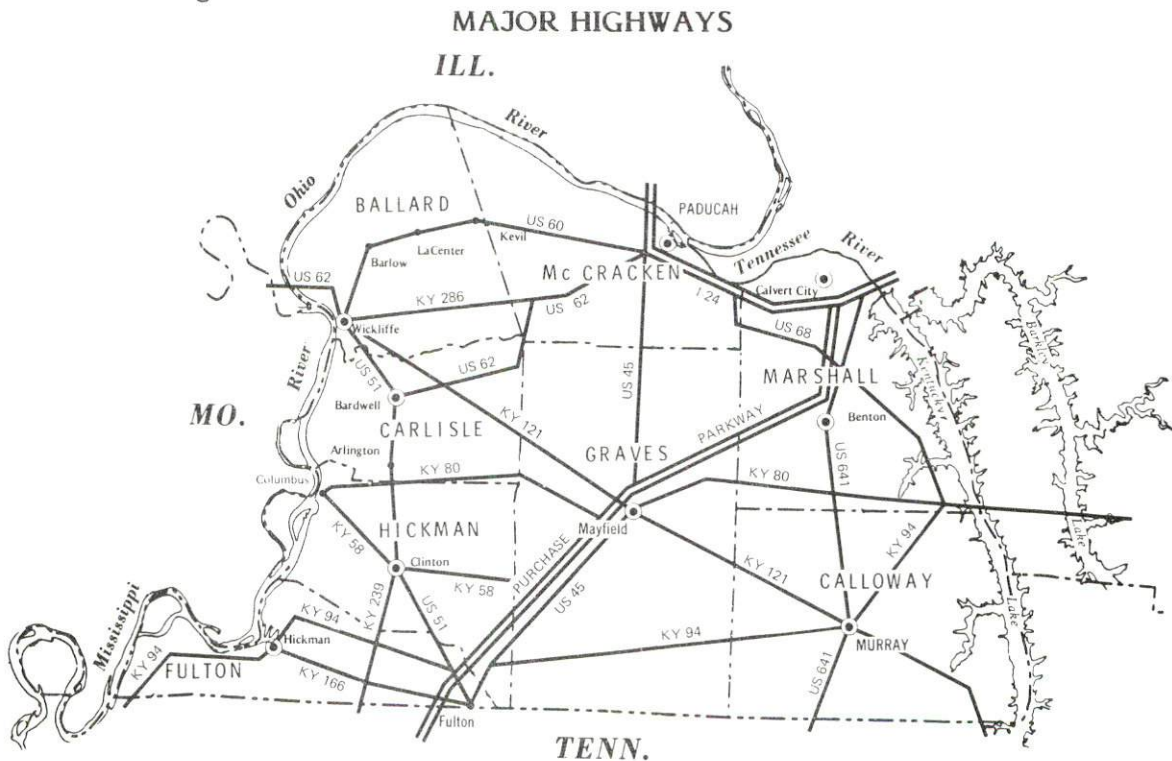 MAJOR HIGHWAYS
ILL.
River
Ohio
BALLARD
US 60
PADUCAH
Kevil
LaCenter
Barlow
Tennessee
River
US 62
Mc CRACKEN
I 24
Calvert City
KY 286
US 62
Wickliffe
US 68
Barkley
River
US 51
US 62
US 45
Kentucky
MARSHALL
Bardwell
PARKWAY
MO.
KY 121
Benton
CARLISLE
GRAVES
Arlington
KY 80
US 641
KY 80
Columbus
Lake
KY 58
HICKMAN
Mayfield
KY 94
PURCHASE
Clinton
KY 58
US 45
KY 121
CALLOWAY
KY 239
US 51
Lake
Mississippi
KY 94
Hickman
KY 94
MURRAY
KY 94
FULTON
KY 166
US 641
Fulton
TENN.